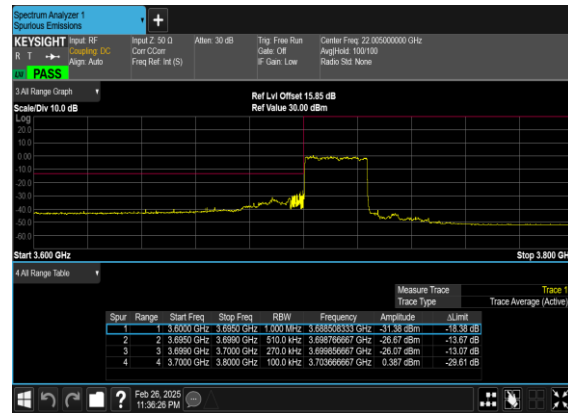 Spectrum Analyzer 1
Spurious Emissions
KEYSIGHT Input: RF Input Z: 50 Ω Atten: 30 dB Trig: Free Run Center Freq: 22.005000000 GHz
R T Coupling: DC Corr CCorr Gate: Off Avg|Hold: 100/100
Align: Auto Freq Ref: Int (S) IF Gain: Low Radio Std: None
PASS
3 All Range Graph
Ref Lvl Offset 15.85 dB
Scale/Div 10.0 dB Ref Value 30.00 dBm
Log
20.0
10.0
0.00
-10.0
-20.0
-30.0
-40.0
-50.0
-60.0
Start 3.600 GHz Stop 3.800 GH
4 All Range Table
Measure Trace Trace 1
Trace Type Trace Average (Active)
Spur Range Start Freq Stop Freq RBW Frequency Amplitude ΔLimit
1 1 3.6000 GHz 3.6950 GHz 1.000 MHz 3.688508333 GHz -31.38 dBm -18.38 dB
2 2 3.6950 GHz 3.6990 GHz 510.0 kHz 3.698766667 GHz -26.67 dBm -13.67 dB
3 3 3.6990 GHz 3.7000 GHz 270.0 kHz 3.699856667 GHz -26.07 dBm -13.07 dB
4 4 3.7000 GHz 3.8000 GHz 100.0 kHz 3.703666667 GHz 0.387 dBm -29.61 dB
Feb 26, 2025
11:36:26 PM